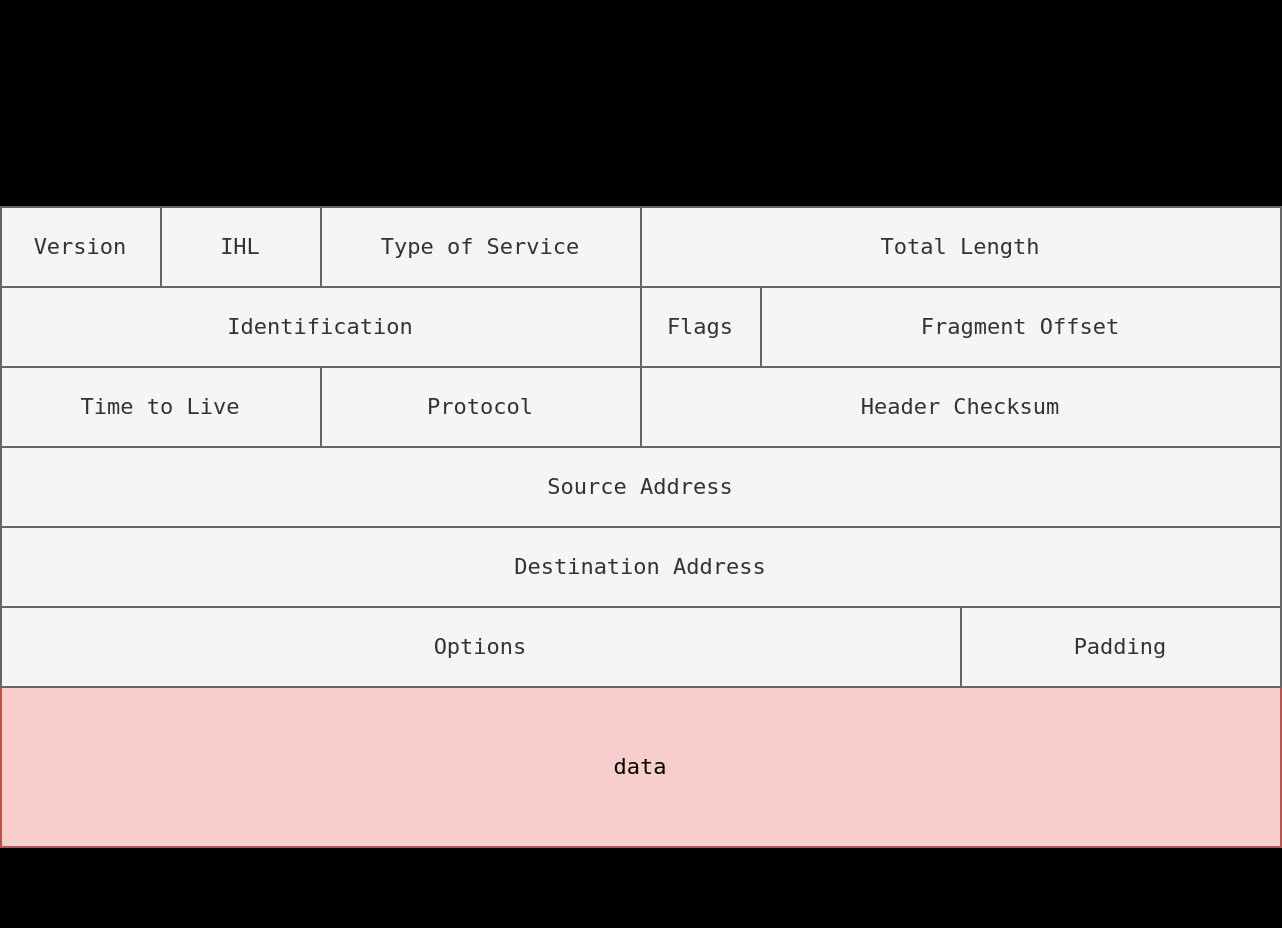 Version
IHL
Type of Service
Total Length
Identification
Flags
Fragment Offset
Time to Live
Protocol
Header Checksum
Source Address
Destination Address
Options
Padding
data